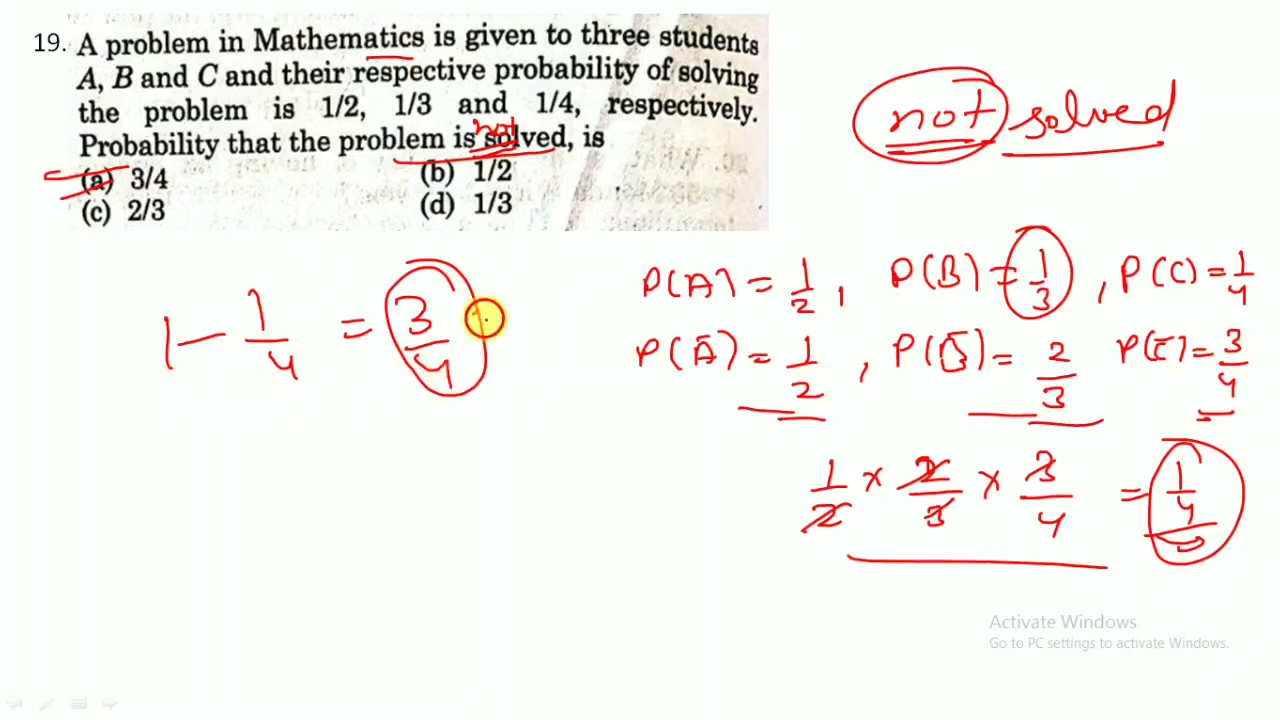 19. A problem in Mathematics is given to three students
A, B and C and their respective probability of solving
the problem is 1/2, 1/3 and 1/4, respectively.
not
Probability that the problem is solved, is
(a) 3/4 (b) 1/2
(c) 2/3 (d) 1/3
not solved
P(A) = 1/2, P(B) = 1/3, P(C) = 1/4
P(Ā) = 1/2, P(B̄) = 2/3 P(C̄) = 3/4
1 - 1/4 = 3/4
1/2 × 2/3 × 3/4 = 1/4
Activate Windows
Go to PC settings to activate Windows.